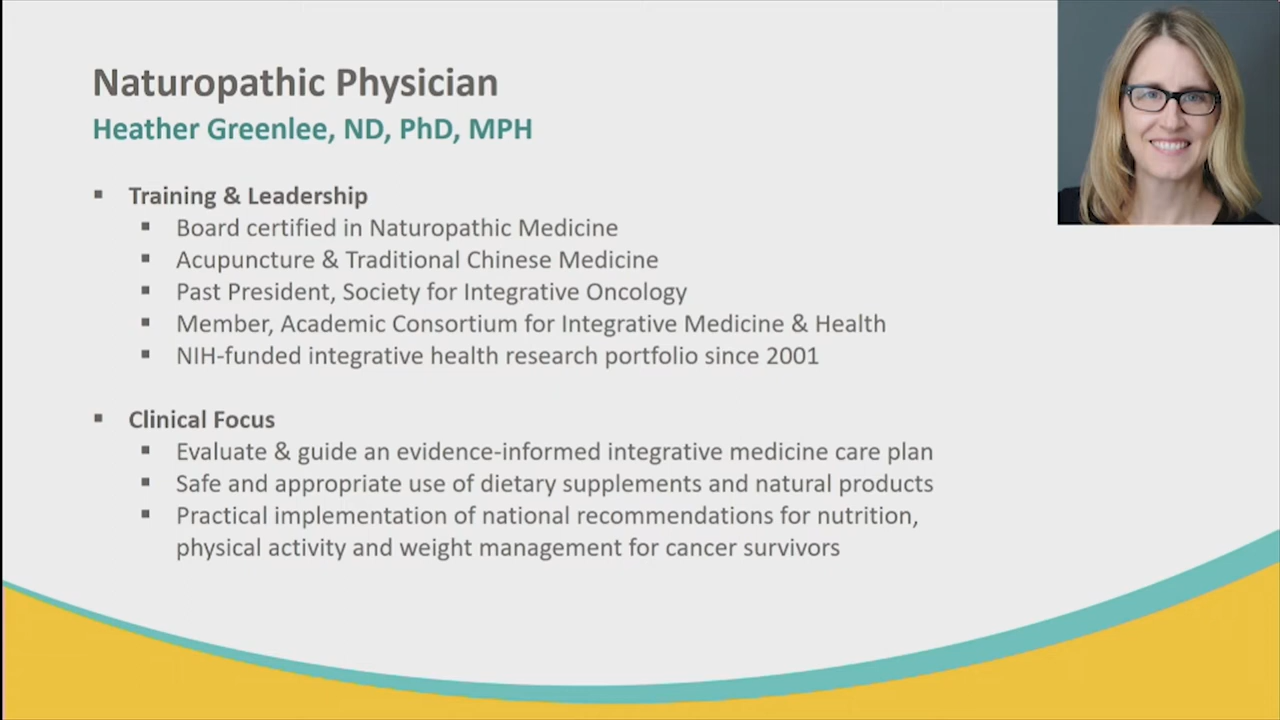 Naturopathic Physician
Heather Greenlee, ND, PhD, MPH
▪ Training & Leadership
▪ Board certified in Naturopathic Medicine
▪ Acupuncture & Traditional Chinese Medicine
▪ Past President, Society for Integrative Oncology
▪ Member, Academic Consortium for Integrative Medicine & Health
▪ NIH-funded integrative health research portfolio since 2001
▪ Clinical Focus
▪ Evaluate & guide an evidence-informed integrative medicine care plan
▪ Safe and appropriate use of dietary supplements and natural products
▪ Practical implementation of national recommendations for nutrition,
physical activity and weight management for cancer survivors